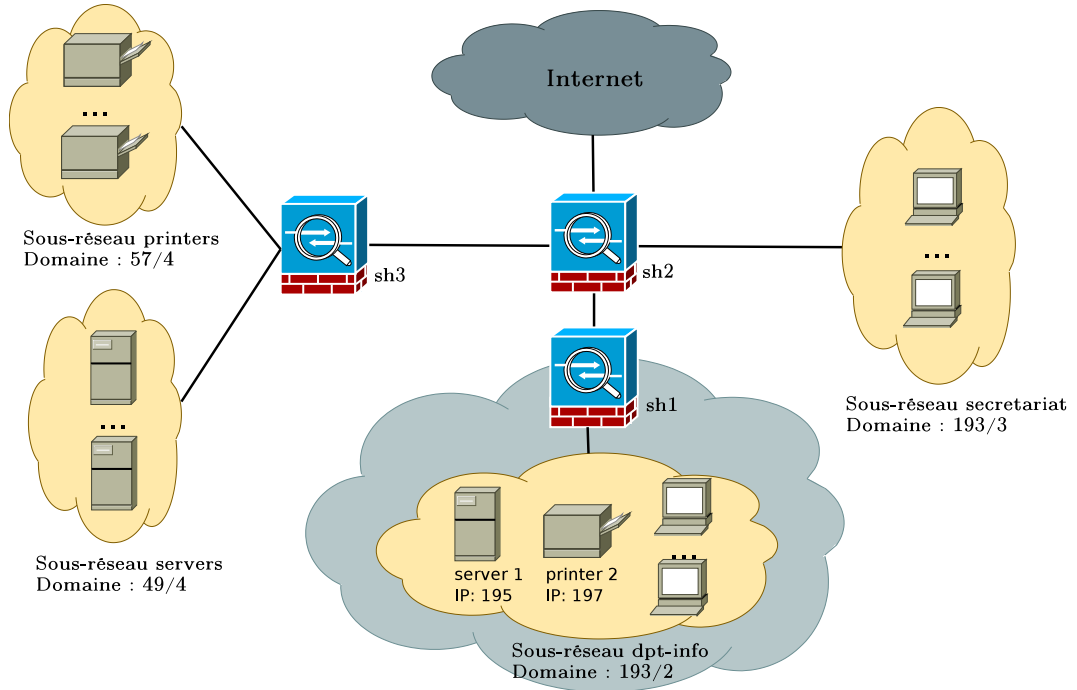 Internet
Sous-réseau printers
Domaine : 57/4
sh3
sh2
sh1
Sous-réseau secretariat
Domaine : 193/3
Sous-réseau servers
Domaine : 49/4
server 1
IP: 195
printer 2
IP: 197
Sous-réseau dpt-info
Domaine : 193/2